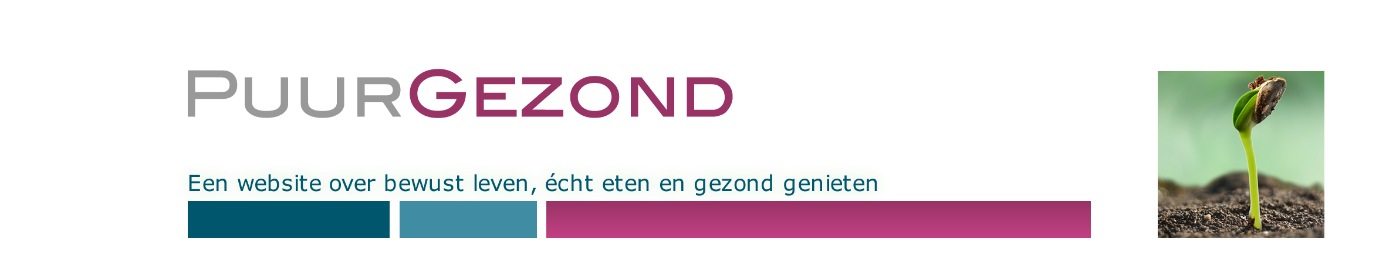 PUURGEZOND
Een website over bewust leven, écht eten en gezond genieten